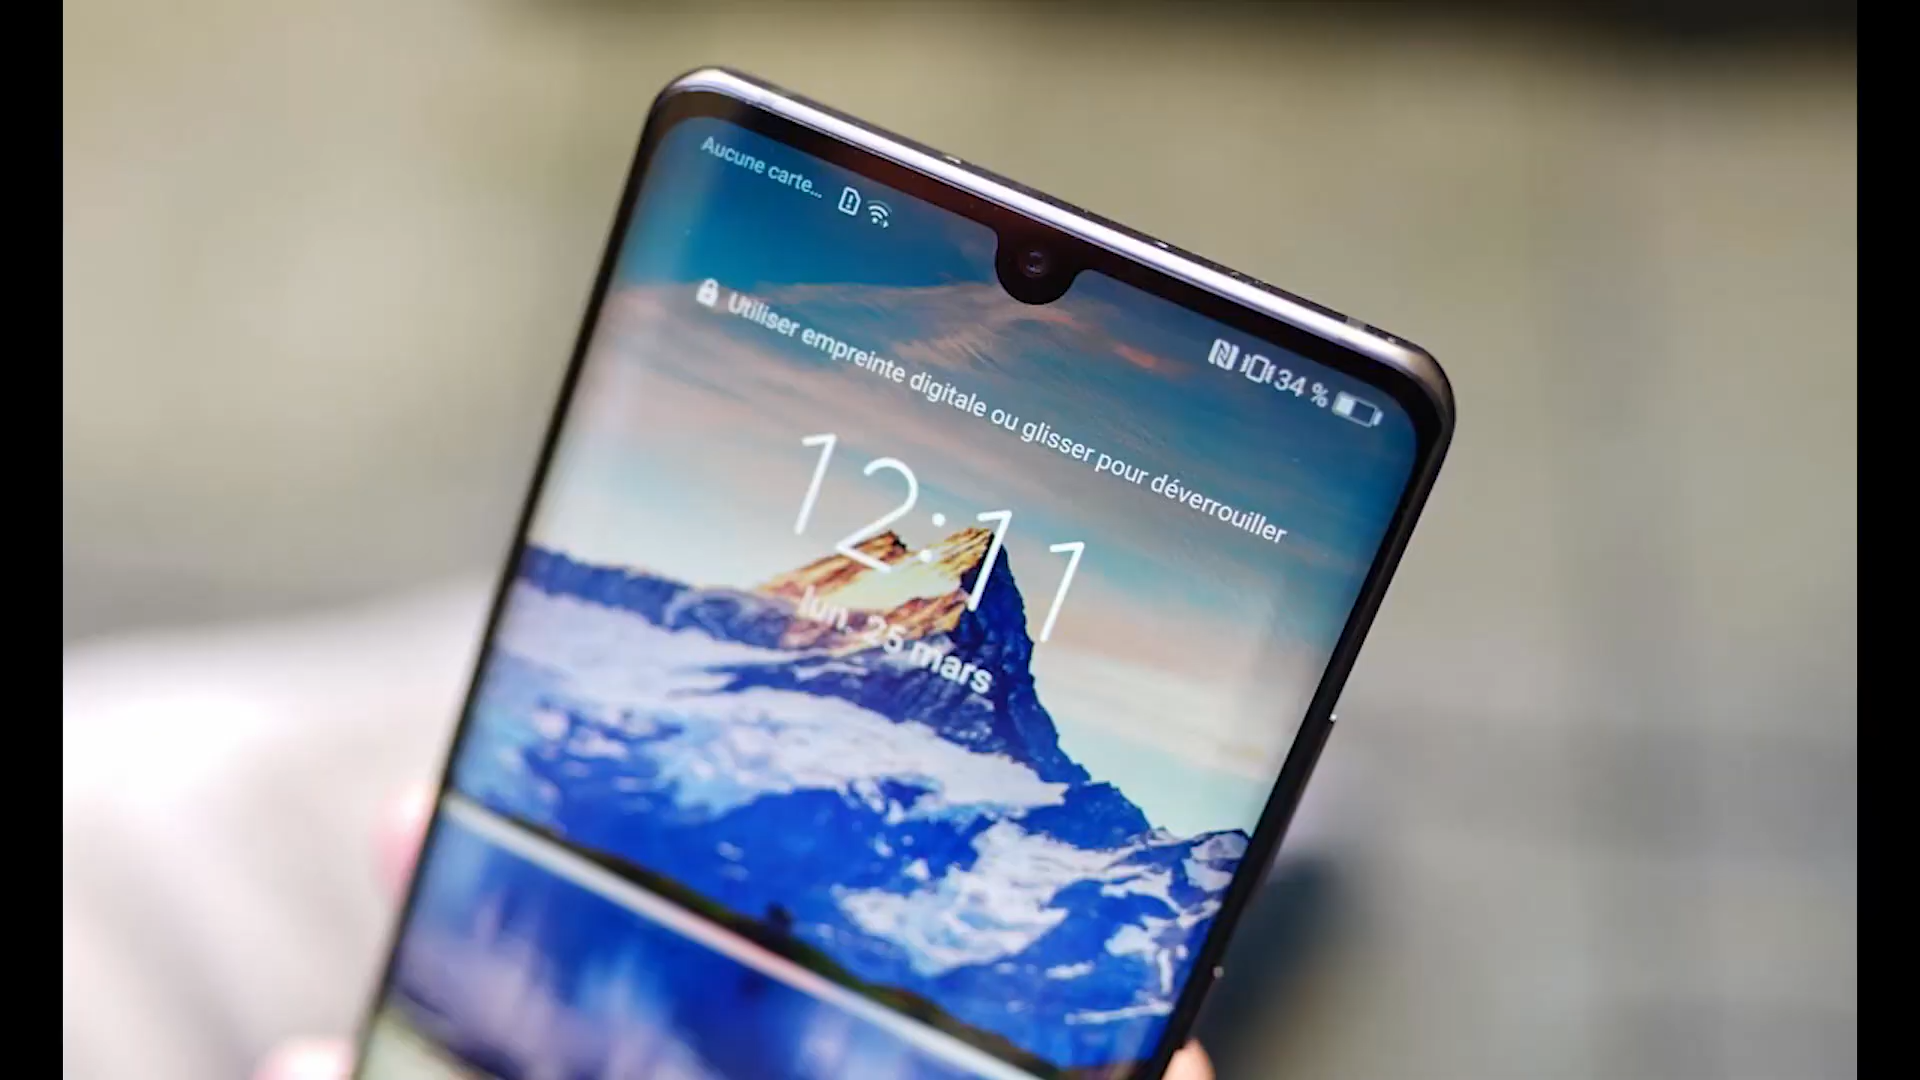 Aucune carte...
34 %
Utiliser empreinte digitale ou glisser pour déverrouiller
12:11
lun. 25 mars